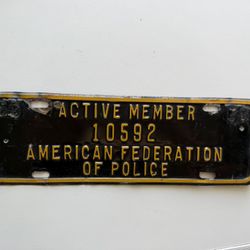 ACTIVE MEMBER
10592
AMERICAN FEDERATION
OF POLICE